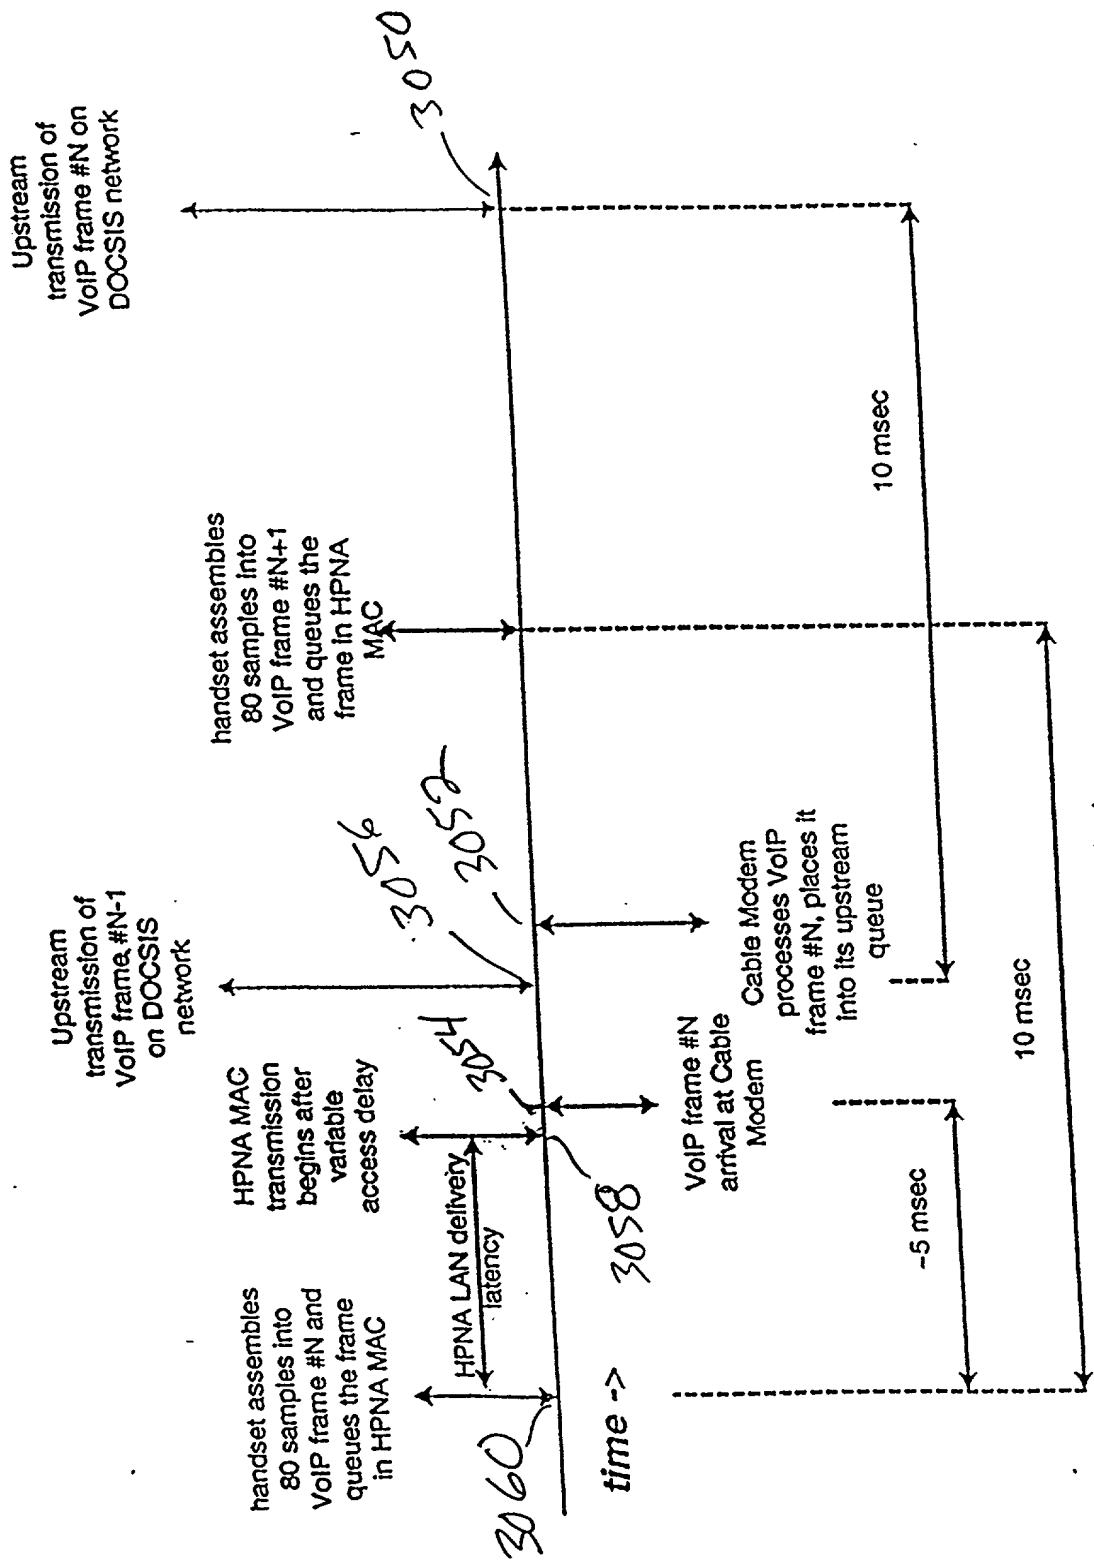 handset assembles
80 samples into
VoIP frame #N and
queues the frame
in HPNA MAC
HPNA MAC
transmission
begins after
variable
access delay
Upstream
transmission of
VoIP frame #N-1
on DOCSIS
network
handset assembles
80 samples into
VoIP frame #N+1
and queues the
frame in HPNA
MAC
Upstream
transmission of
VoIP frame #N on
DOCSIS network
HPNA LAN delivery
latency
3060
3054
3056
3052
3050
time ->
3058
VoIP frame #N
arrival at Cable
Modem
Cable Modem
processes VoIP
frame #N, places it
into its upstream
queue
~5 msec
10 msec
10 msec